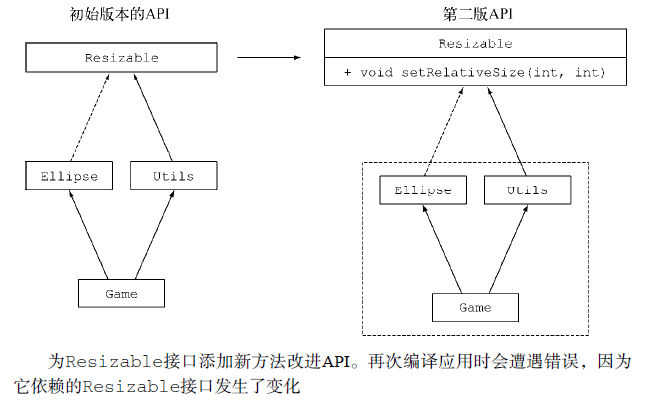 初始版本的API
第二版API
Resizable
Resizable
+ void setRelativeSize(int, int)
Ellipse
Utils
Ellipse
Utils
Game
Game
为Resizable接口添加新方法改进API。再次编译应用时会遭遇错误，因为
它依赖的Resizable接口发生了变化